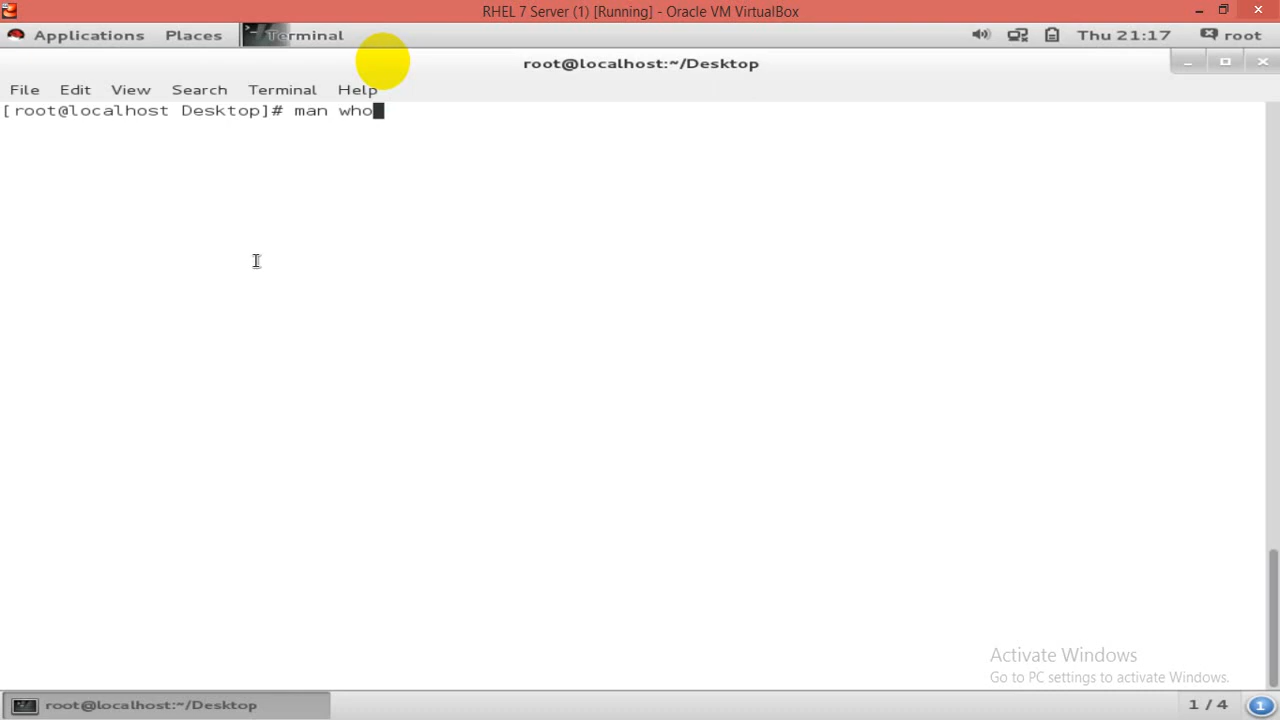 RHEL 7 Server (1) [Running] - Oracle VM VirtualBox
Applications Places Terminal Thu 21:17 root
root@localhost:~/Desktop
File Edit View Search Terminal Help
[root@localhost Desktop]# man who
Activate Windows
Go to PC settings to activate Windows.
root@localhost:~/Desktop 1 / 4 1